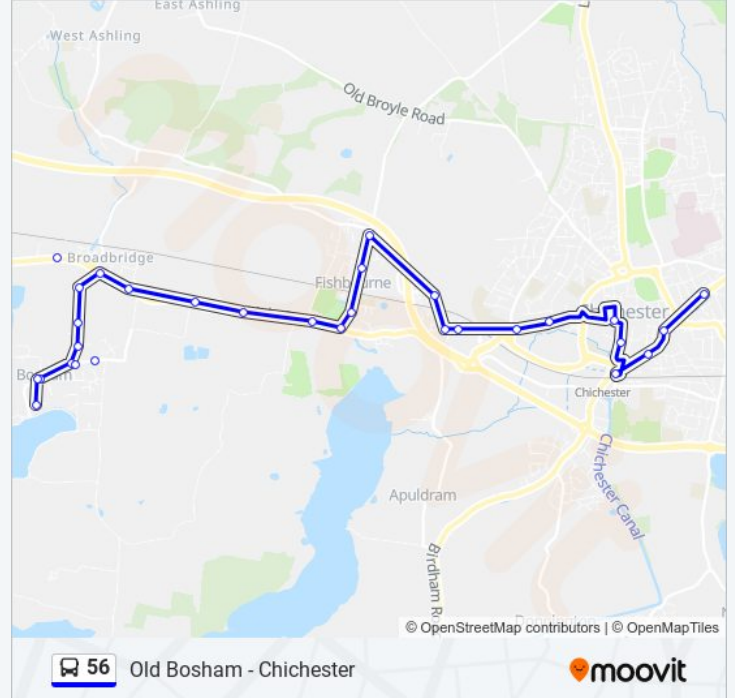 East Ashling
West Ashling
Old Broyle Road
Broadbridge
Fishbourne
Chichester
Bosham
Chichester
Chichester Canal
Apuldram
Birdham Ro
© OpenStreetMap contributors | © OpenMapTiles
56 Old Bosham - Chichester
moovit